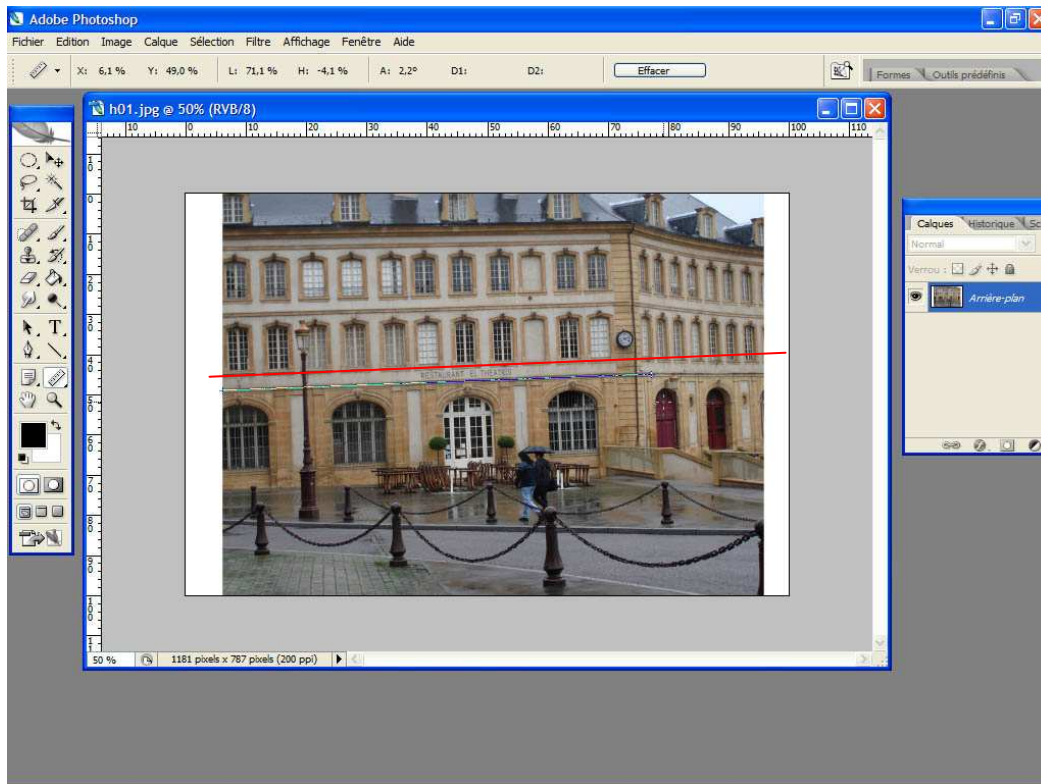 Adobe Photoshop
Fichier Edition Image Calque Sélection Filtre Affichage Fenêtre Aide
X: 6,1 % Y: 49,0 % L: 71,1 % H: -4,1 % A: 2,2° D1: D2: Effacer
Formes Outils prédéfinis
h01.jpg @ 50% (RVB/8)
10 0 10 20 30 40 50 60 70 80 90 100 110
Calques Historique Sc
Normal
Verrou :
Arrière-plan
RESTAURANT EL THEATRIS
T
50 % 1181 pixels x 787 pixels (200 ppi)